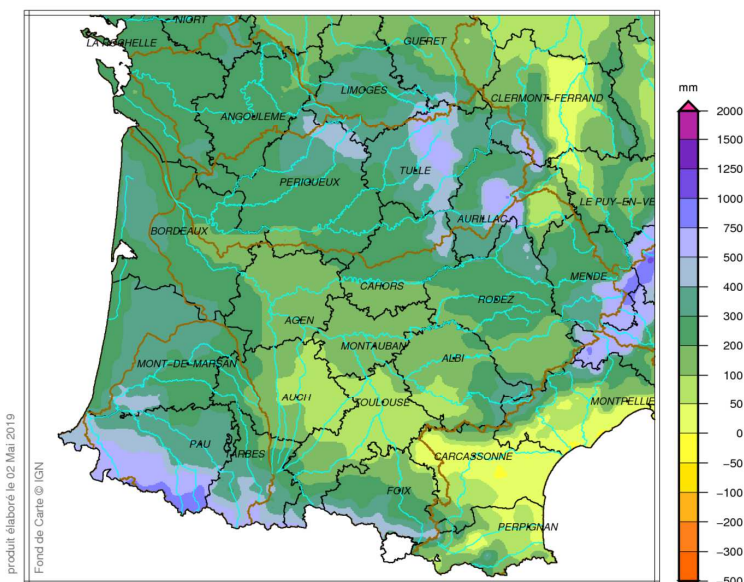 NIORT
LA ROCHELLE
GUERET
LIMOGES
CLERMONT-FERRAND
ANGOULEME
PERIGUEUX
TULLE
AURILLAC
LE PUY-EN-VE
BORDEAUX
CAHORS
MENDE
RODEZ
AGEN
MONTAUBAN
ALBI
MONT-DE-MARSAN
AUCH
TOULOUSE
MONTPELLIE
PAU
ARBES
CARCASSONNE
FOIX
PERPIGNAN
produit élaboré le 02 Mai 2019
Fond de Carte © IGN
mm
2000
1500
1250
1000
750
500
400
300
200
100
50
0
−50
−100
−200
−300
−500